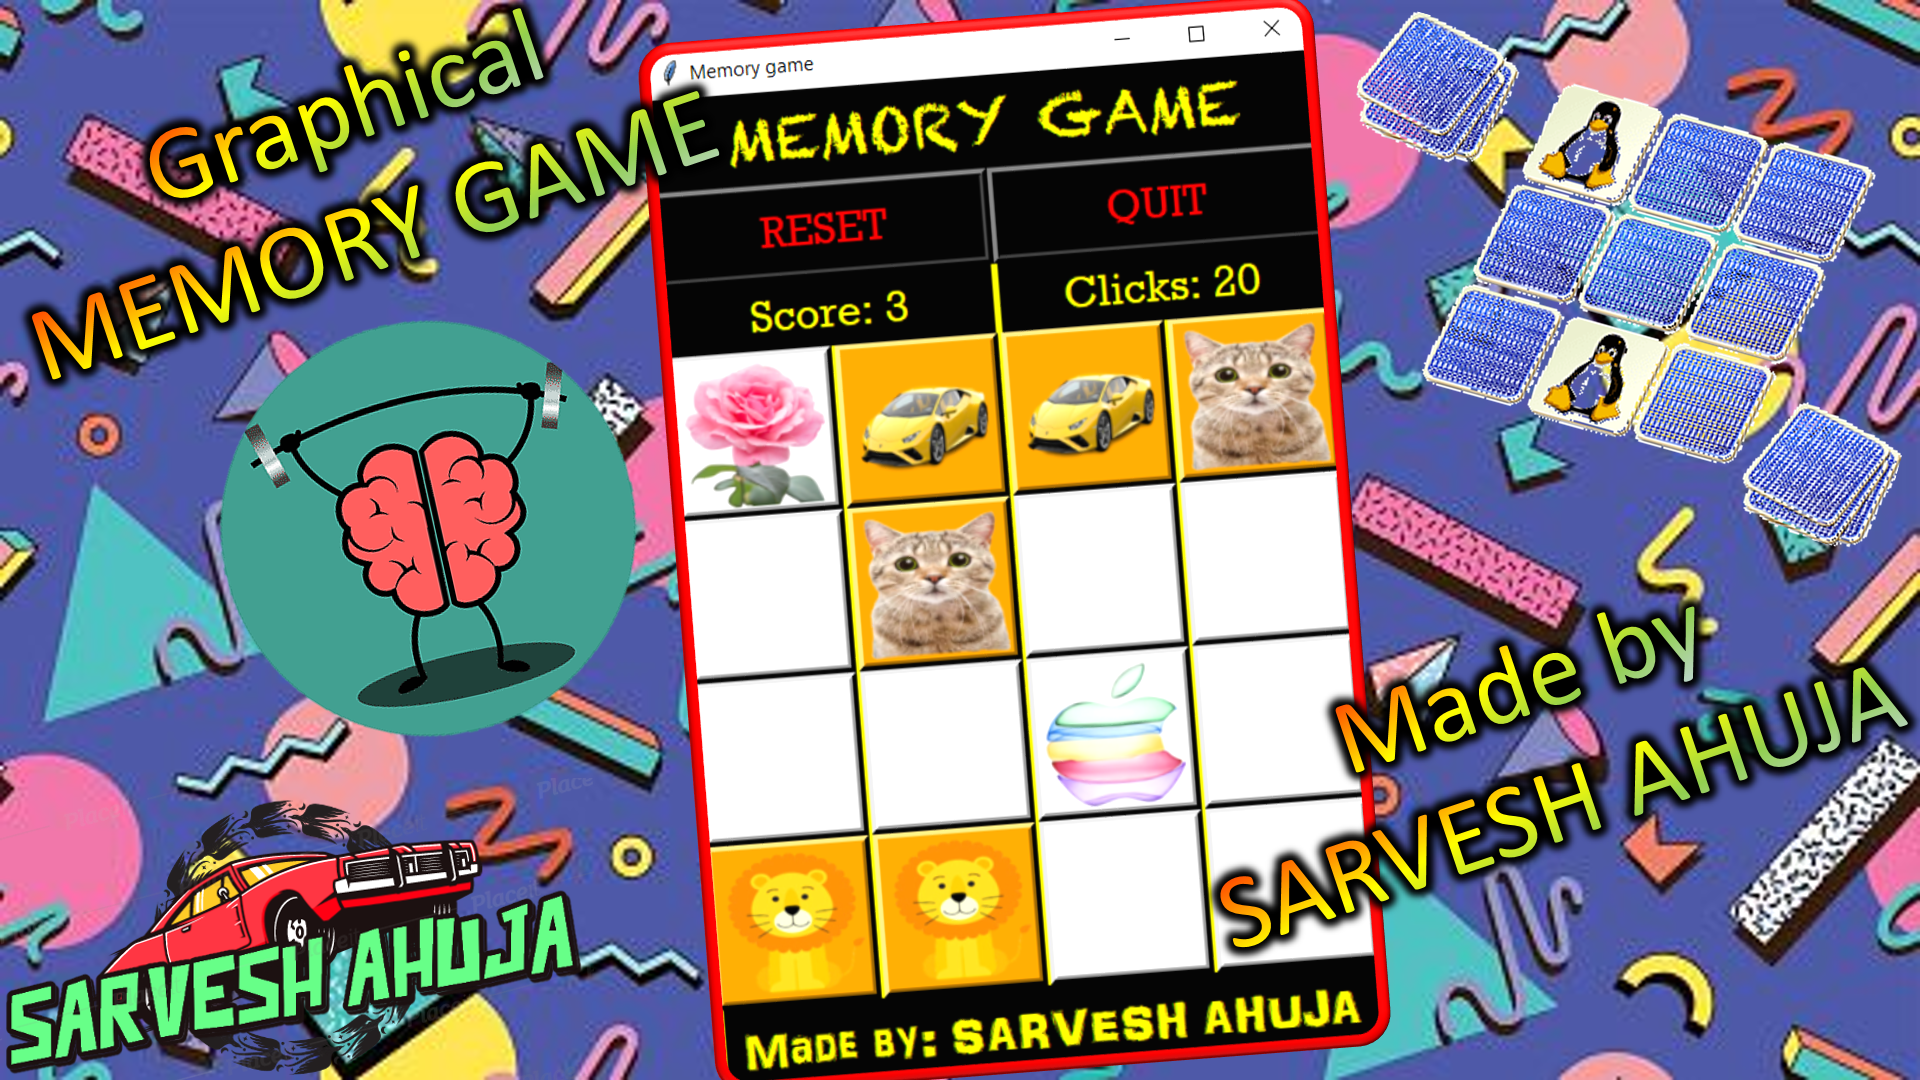 Graphical
MEMORY GAME
Memory game
MEMORY GAME
RESET
QUIT
Score: 3
Clicks: 20
Made by: SARVESH AHUJA
Made by
SARVESH AHUJA
SARVESH AHUJA
Place